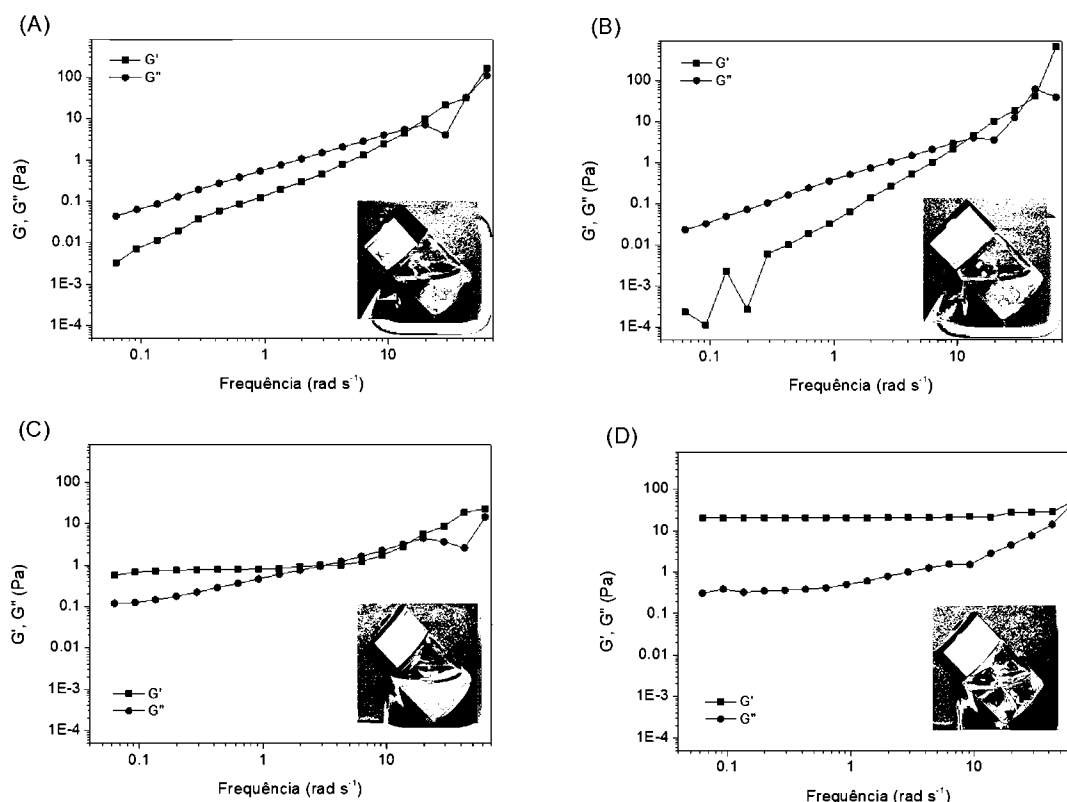 (A)
G'
G"
100
10
1
0.1
0.01
1E-3
1E-4
G', G" (Pa)
0.1
1
10
Frequência (rad s⁻¹)
(B)
G'
G"
100
10
1
0.1
0.01
1E-3
1E-4
G', G" (Pa)
0.1
1
10
Frequência (rad s⁻¹)
(C)
100
10
1
0.1
0.01
1E-3
1E-4
G', G" (Pa)
G'
G"
0.1
1
10
Frequência (rad s⁻¹)
(D)
100
10
1
0.1
0.01
1E-3
1E-4
G', G" (Pa)
G'
G"
0.1
1
10
Frequência (rad s⁻¹)